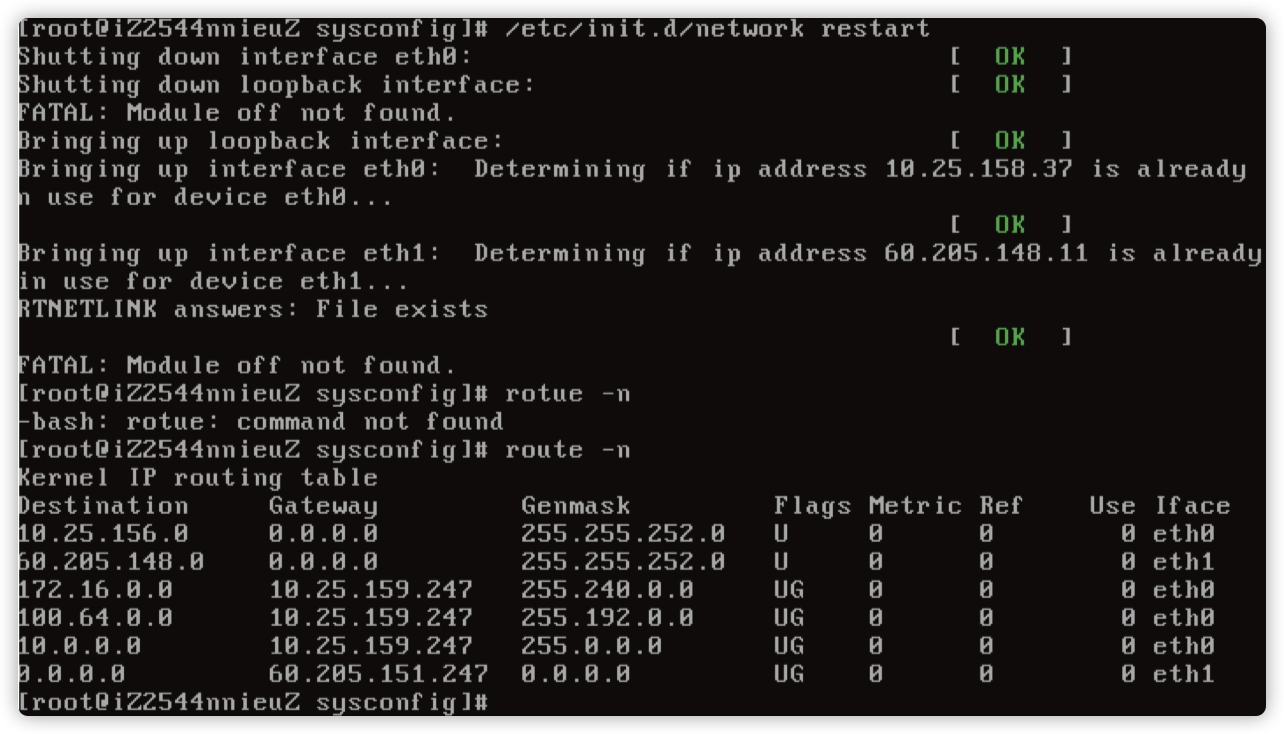 [root@iZ2544nnieuZ sysconfig]# /etc/init.d/network restart
Shutting down interface eth0: [ OK ]
Shutting down loopback interface: [ OK ]
FATAL: Module off not found.
Bringing up loopback interface: [ OK ]
Bringing up interface eth0: Determining if ip address 10.25.158.37 is already
n use for device eth0...
[ OK ]
Bringing up interface eth1: Determining if ip address 60.205.148.11 is already
in use for device eth1...
RTNETLINK answers: File exists
[ OK ]
FATAL: Module off not found.
[root@iZ2544nnieuZ sysconfig]# rotue -n
-bash: rotue: command not found
[root@iZ2544nnieuZ sysconfig]# route -n
Kernel IP routing table
Destination Gateway Genmask Flags Metric Ref Use Iface
10.25.156.0 0.0.0.0 255.255.252.0 U 0 0 0 eth0
60.205.148.0 0.0.0.0 255.255.252.0 U 0 0 0 eth1
172.16.0.0 10.25.159.247 255.240.0.0 UG 0 0 0 eth0
100.64.0.0 10.25.159.247 255.192.0.0 UG 0 0 0 eth0
10.0.0.0 10.25.159.247 255.0.0.0 UG 0 0 0 eth0
0.0.0.0 60.205.151.247 0.0.0.0 UG 0 0 0 eth1
[root@iZ2544nnieuZ sysconfig]#